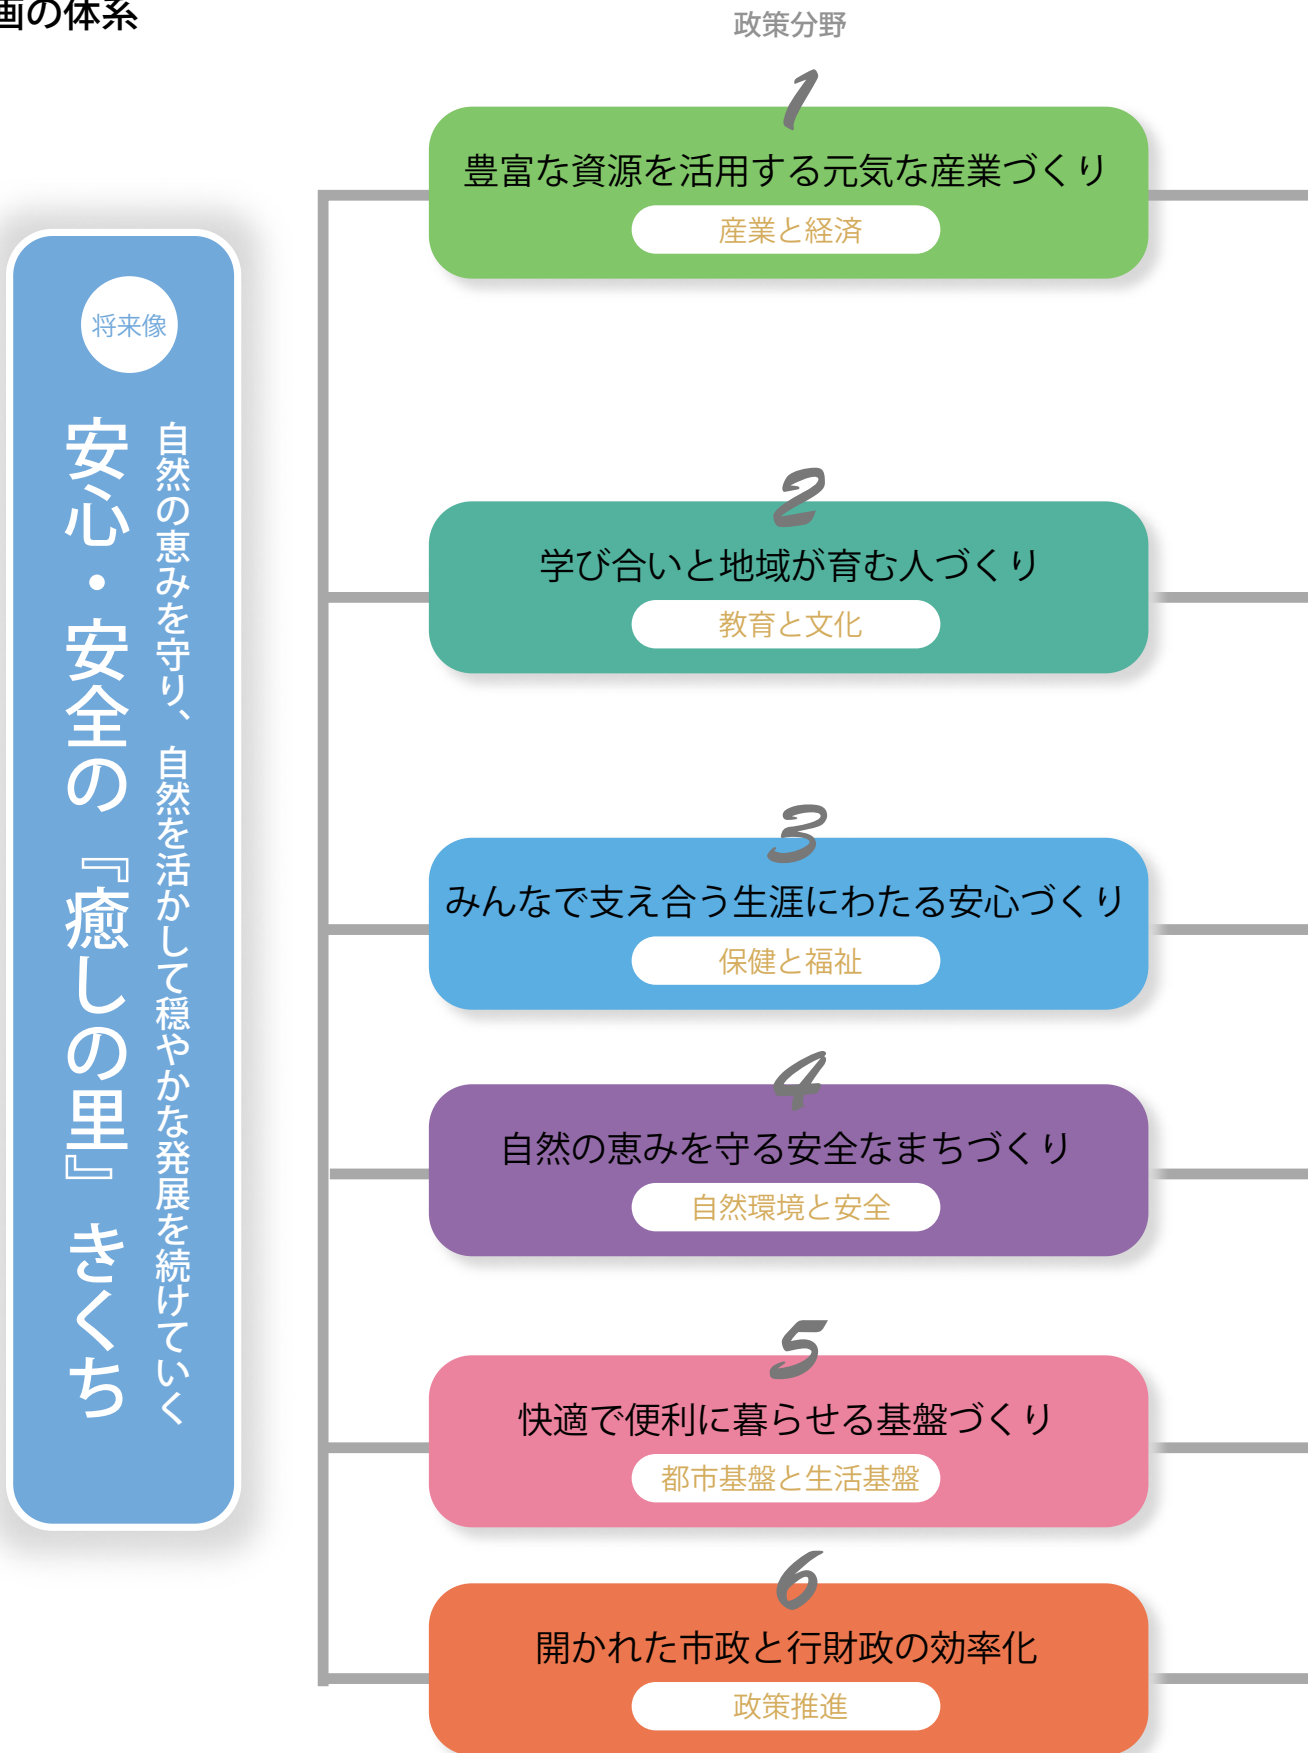 画の体系
政策分野
将来像
自然の恵みを守り、自然を活かして穏やかな発展を続けていく
安心・安全の『癒しの里』きくち
1
豊富な資源を活用する元気な産業づくり
産業と経済
2
学び合いと地域が育む人づくり
教育と文化
3
みんなで支え合う生涯にわたる安心づくり
保健と福祉
4
自然の恵みを守る安全なまちづくり
自然環境と安全
5
快適で便利に暮らせる基盤づくり
都市基盤と生活基盤
6
開かれた市政と行財政の効率化
政策推進